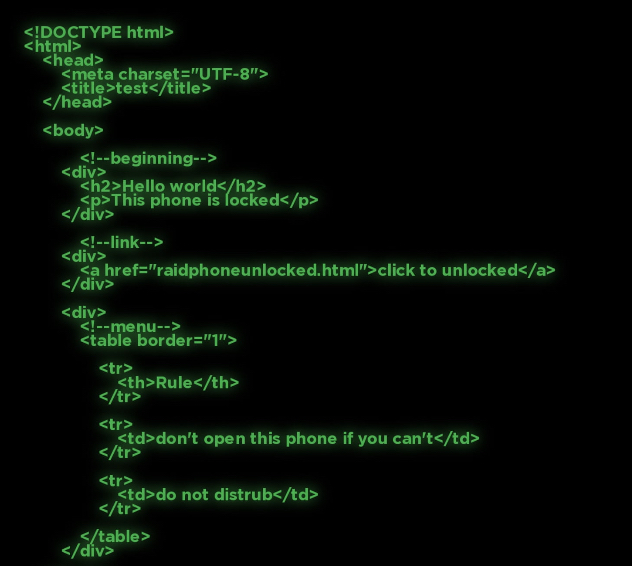 <!DOCTYPE html>
<html>
<head>
<meta charset="UTF-8">
<title>test</title>
</head>
<body>
<!--beginning-->
<div>
<h2>Hello world</h2>
<p>This phone is locked</p>
</div>
<!--link-->
<div>
<a href="raidphoneunlocked.html">click to unlocked</a>
</div>
<div>
<!--menu-->
<table border="1">
<tr>
<th>Rule</th>
</tr>
<tr>
<td>don't open this phone if you can't</td>
</tr>
<tr>
<td>do not distrub</td>
</tr>
</table>
</div>